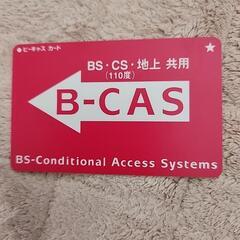 ビーキャス カード
BS・CS・地上 共用
(110度)
B-CAS
BS-Conditional Access Systems